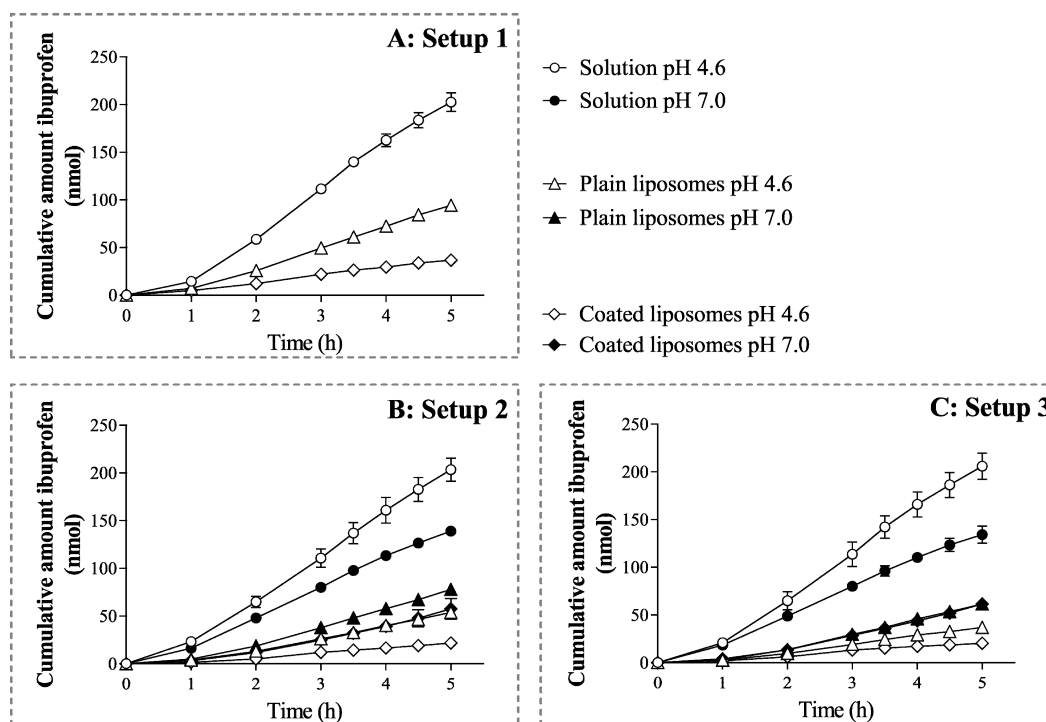 A: Setup 1
Cumulative amount ibuprofen
(nmol)
250
200
150
100
50
0
0 1 2 3 4 5
Time (h)
Solution pH 4.6
Solution pH 7.0
Plain liposomes pH 4.6
Plain liposomes pH 7.0
Coated liposomes pH 4.6
Coated liposomes pH 7.0
B: Setup 2
Cumulative amount ibuprofen
(nmol)
250
200
150
100
50
0
0 1 2 3 4 5
Time (h)
C: Setup 3
Cumulative amount ibuprofen
(nmol)
250
200
150
100
50
0
0 1 2 3 4 5
Time (h)